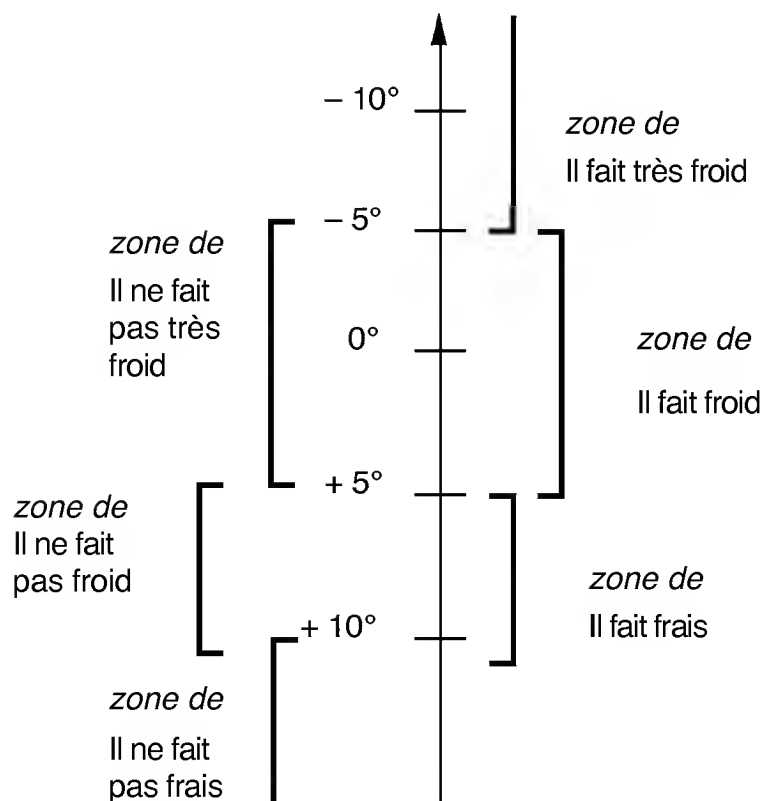 – 10°
zone de
Il fait très froid
– 5°
zone de
Il ne fait
pas très
froid
0°
zone de
Il fait froid
+ 5°
zone de
Il ne fait
pas froid
zone de
Il fait frais
+ 10°
zone de
Il ne fait
pas frais